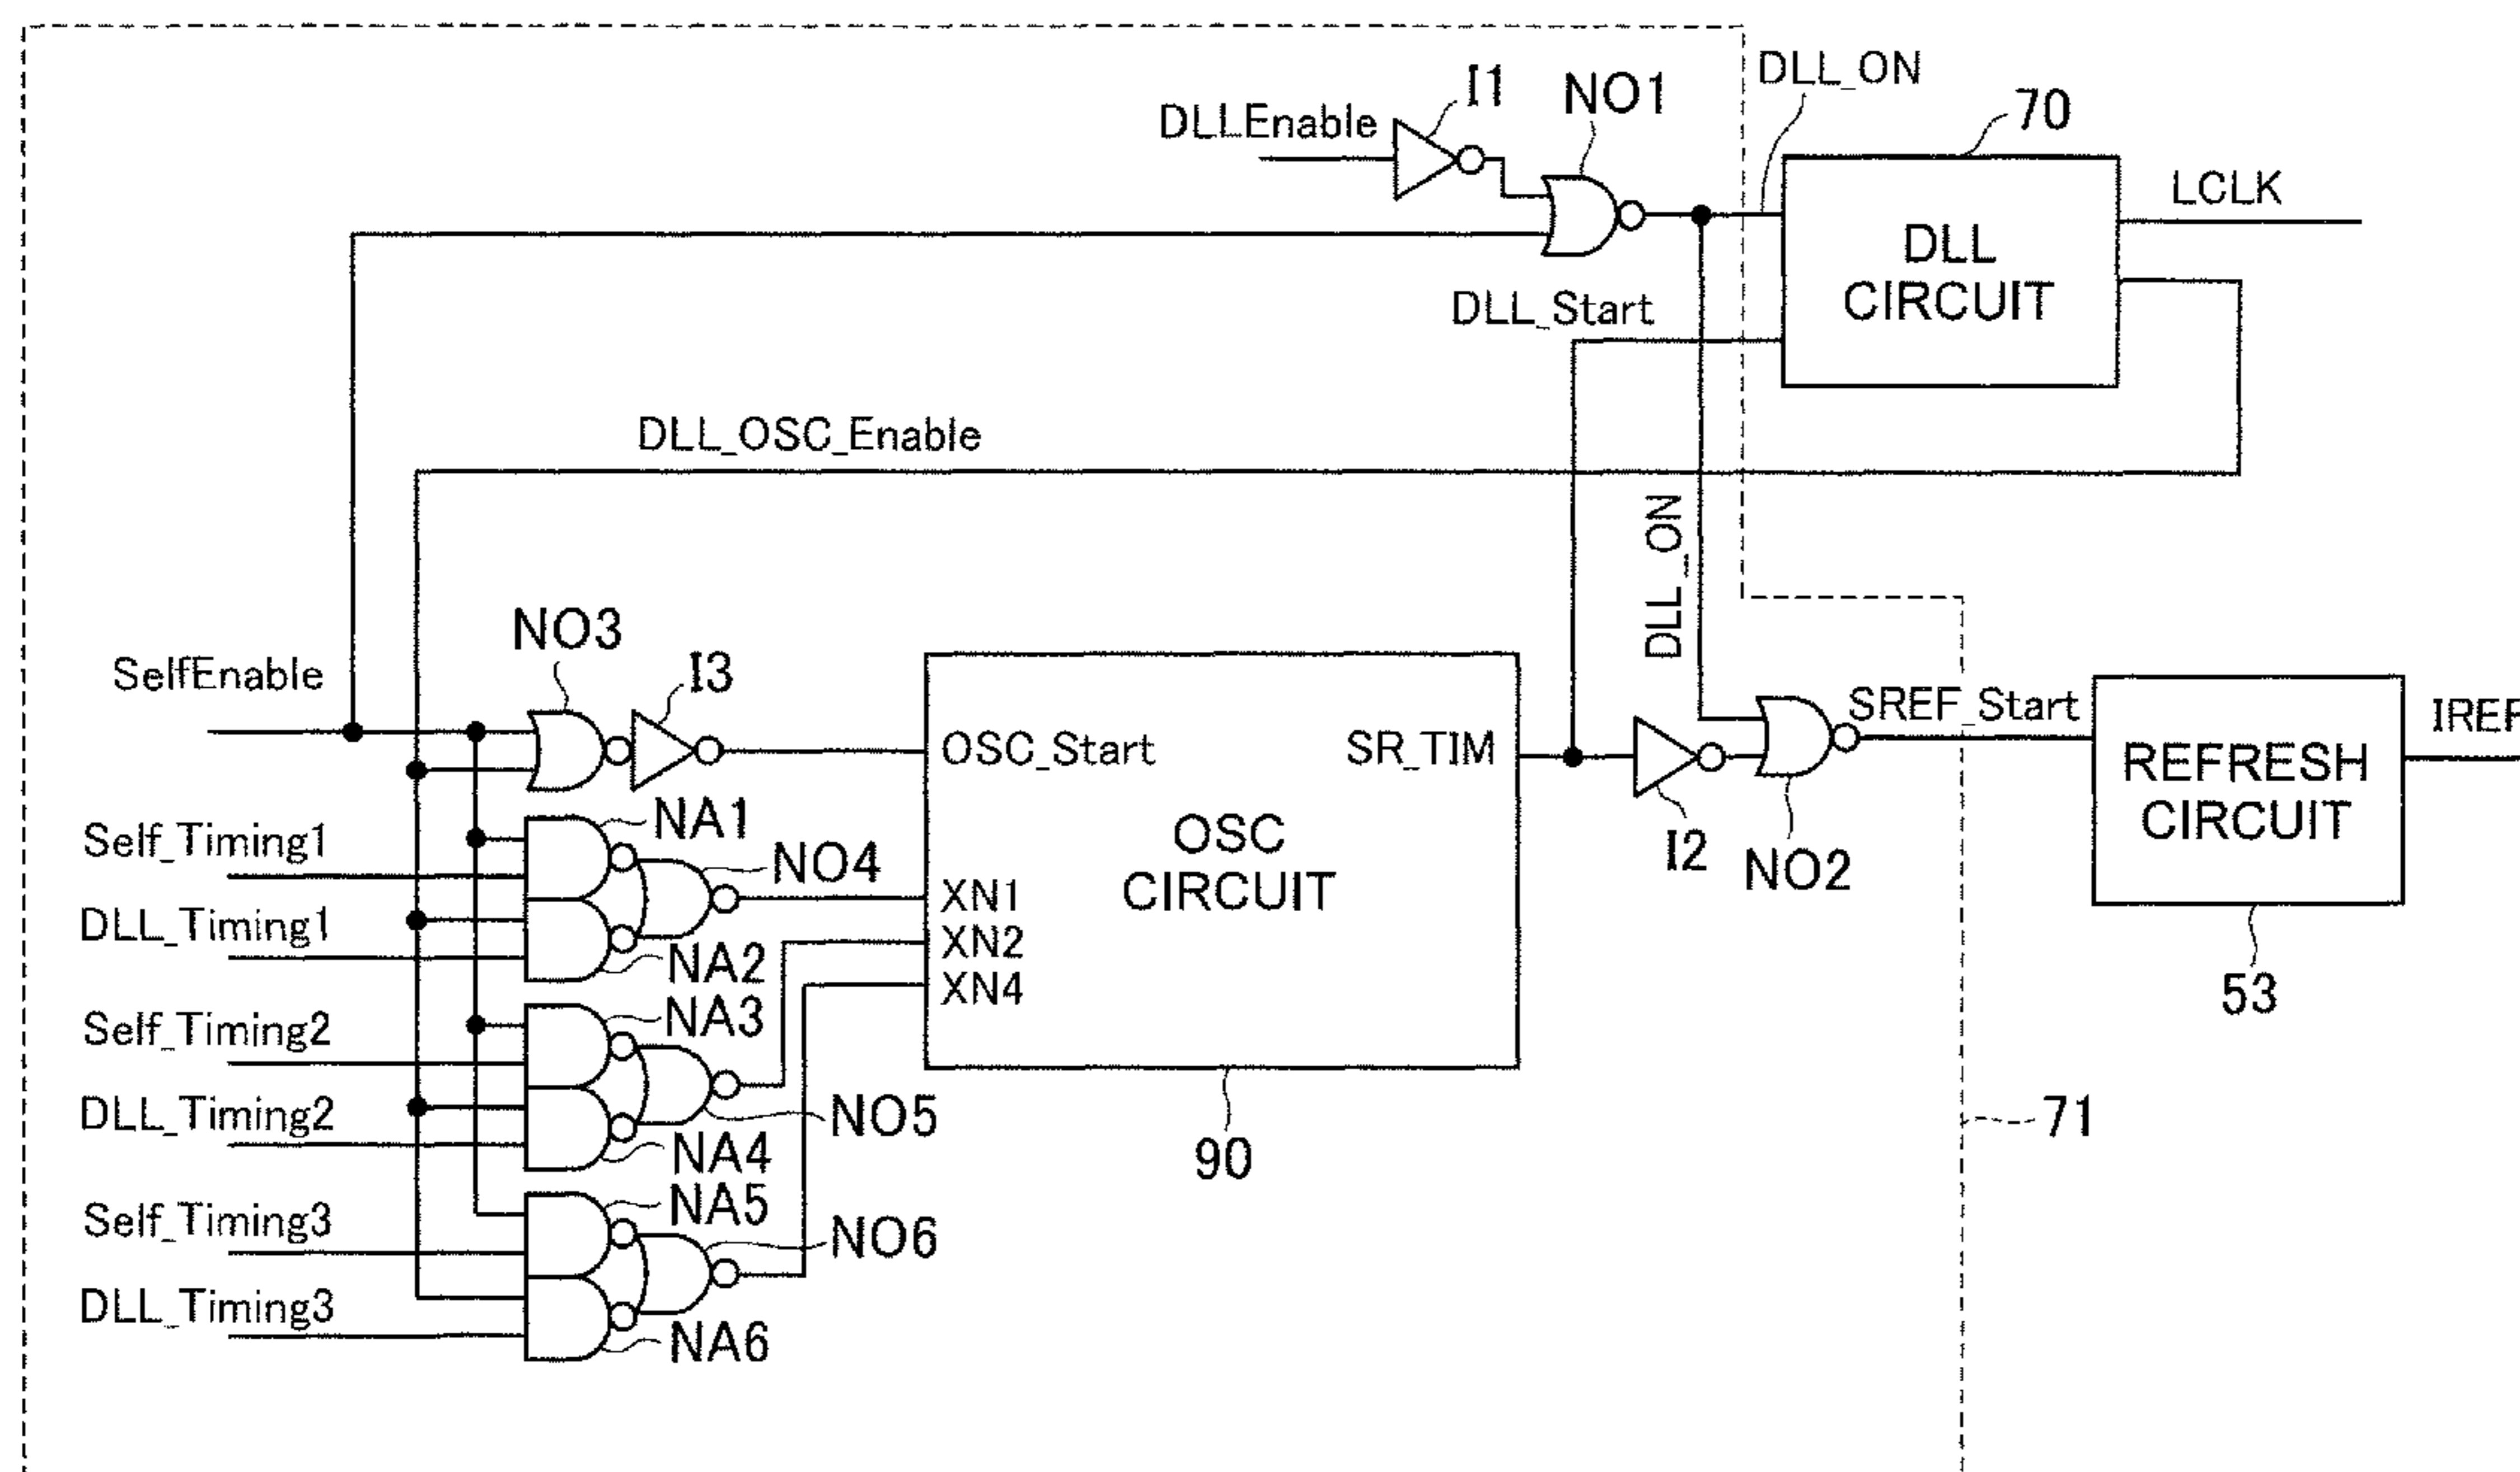 DLL_ON
I1
NO1
DLLEnable
70
LCLK
DLL
CIRCUIT
DLL_Start
DLL_OSC_Enable
DLL_ON
NO3
I3
SelfEnable
SREF_Start
IREF
OSC_Start
SR_TIM
REFRESH
CIRCUIT
NA1
Self_Timing1
NO4
OSC
CIRCUIT
I2
NO2
XN1
DLL_Timing1
XN2
NA2
XN4
53
NA3
Self_Timing2
DLL_Timing2
NO5
71
NA4
90
NA5
Self_Timing3
NO6
DLL_Timing3
NA6